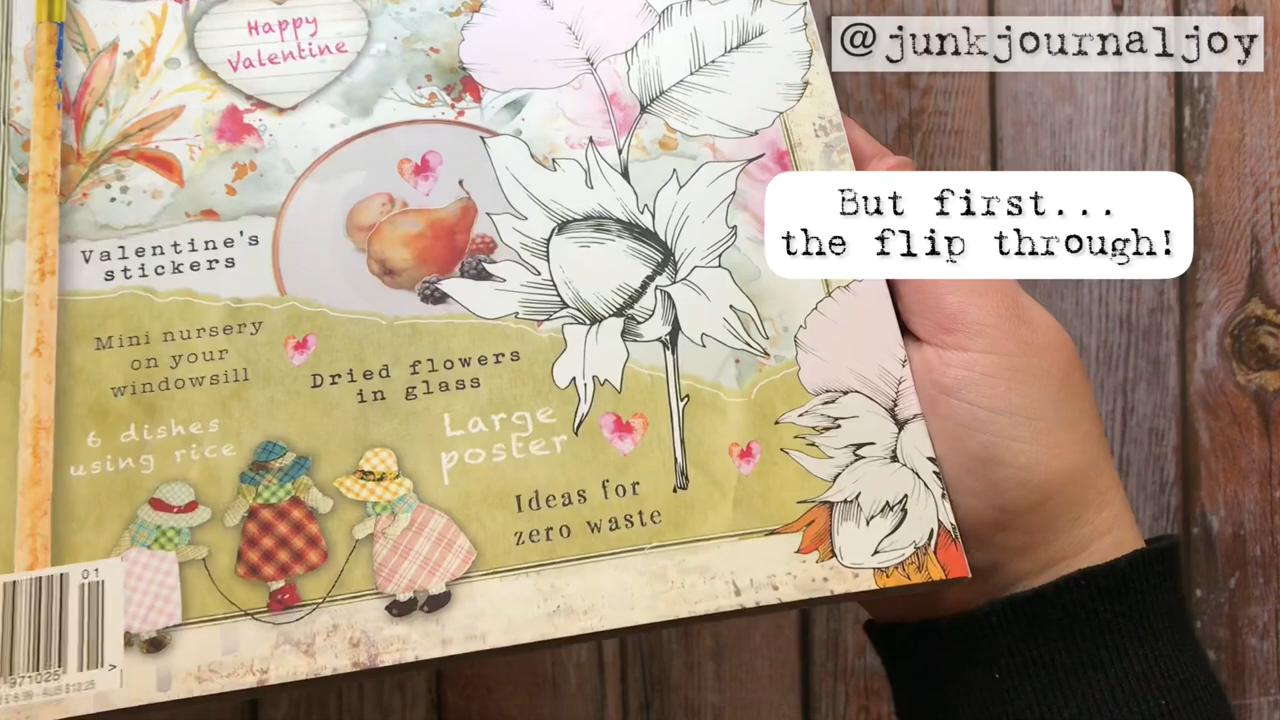 @junkjournaljoy
But first...
the flip through!
Happy
Valentine
Valentine's
stickers
Mini nursery
on your
windowsill
Dried flowers
in glass
6 dishes
using rice
Large
poster
Ideas for
zero waste
01
971025